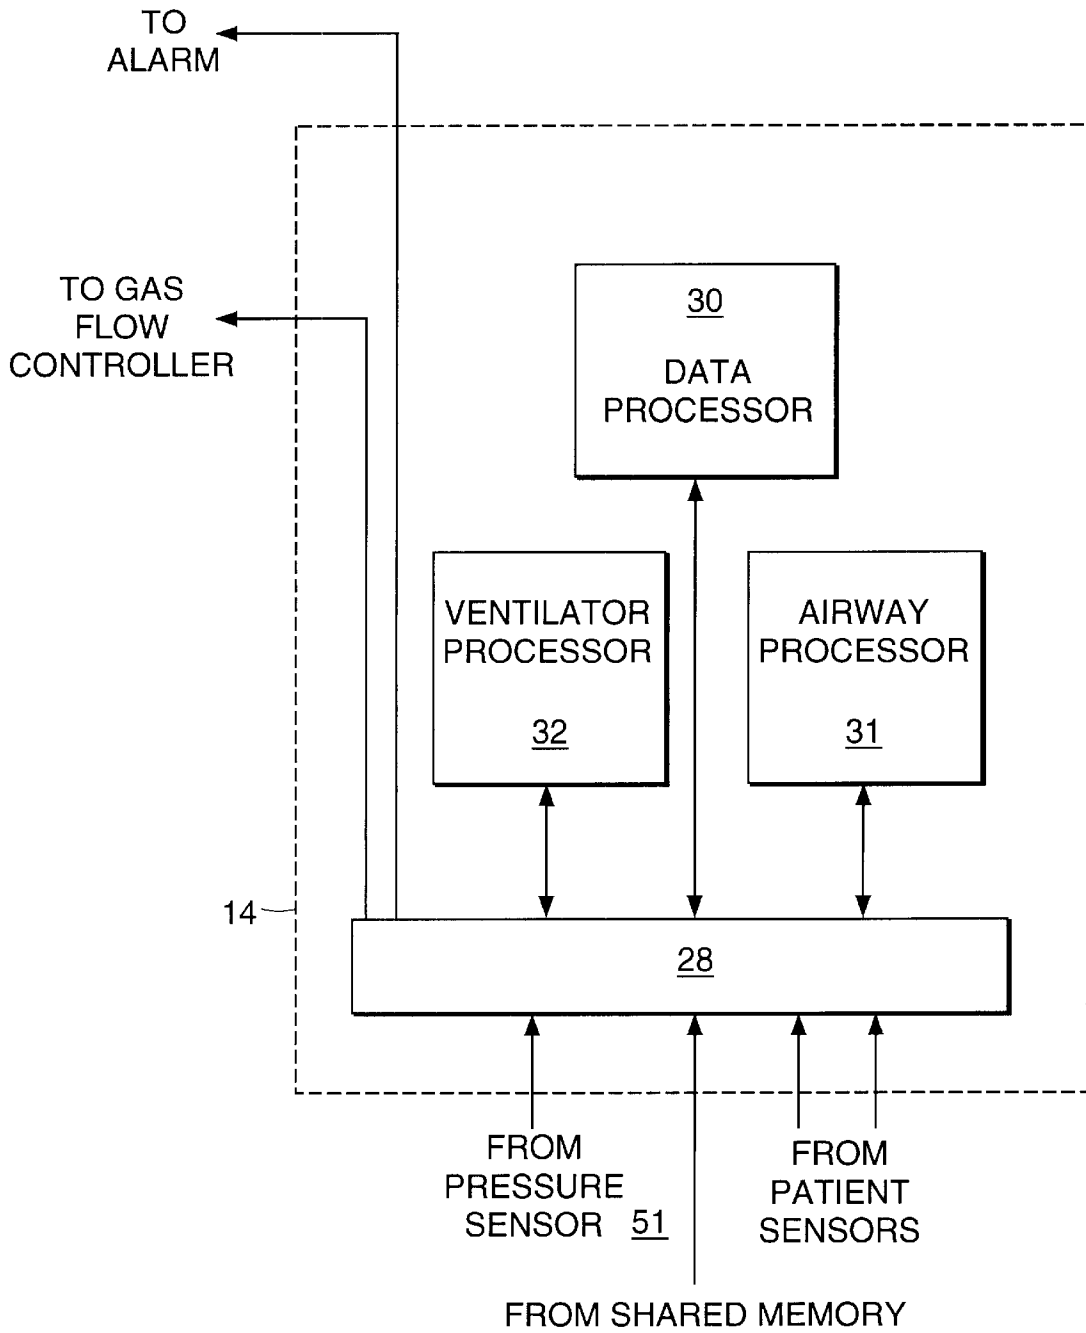 TO
ALARM
TO GAS
FLOW
CONTROLLER
30
DATA
PROCESSOR
VENTILATOR
PROCESSOR
32
AIRWAY
PROCESSOR
31
14
28
FROM
PRESSURE
SENSOR 51
FROM
PATIENT
SENSORS
FROM SHARED MEMORY